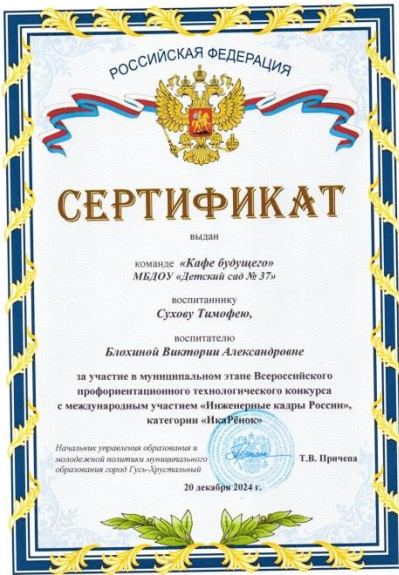 РОССИЙСКАЯ ФЕДЕРАЦИЯ
СЕРТИФИКАТ
выдан
команде «Кафе будущего»
МБДОУ «Детский сад № 37»
воспитаннику
Сухову Тимофею,
воспитателю
Блохиной Виктории Александровне
за участие в муниципальном этапе Всероссийского
профориентационного технологического конкурса
с международным участием «Инженерные кадры России»,
категории «ИкаРёнок»
Начальник управления образования и
молодежной политики муниципального
образования город Гусь-Хрустальный
Т.В. Причепа
20 декабря 2024 г.